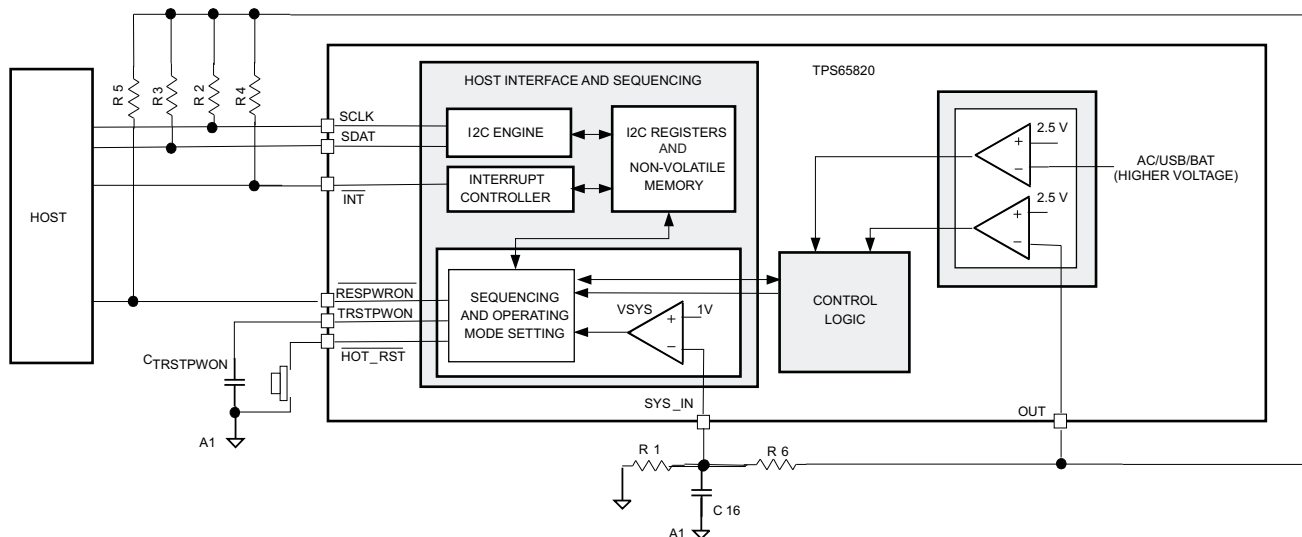 HOST
R 5
R3
R 2
R4
SCLK
SDAT
INT
RESPWRON
TRSTPWON
HOT_RST
CTRSTPWON
A1
HOST INTERFACE AND SEQUENCING
I2C ENGINE
I2C REGISTERS
AND
NON-VOLATILE
MEMORY
INTERRUPT
CONTROLLER
SEQUENCING
AND OPERATING
MODE SETTING
VSYS
1V
+
−
TPS65820
CONTROL
LOGIC
2.5 V
+
−
2.5 V
+
−
AC/USB/BAT
(HIGHER VOLTAGE)
SYS_IN
OUT
R 1
R 6
C 16
A1